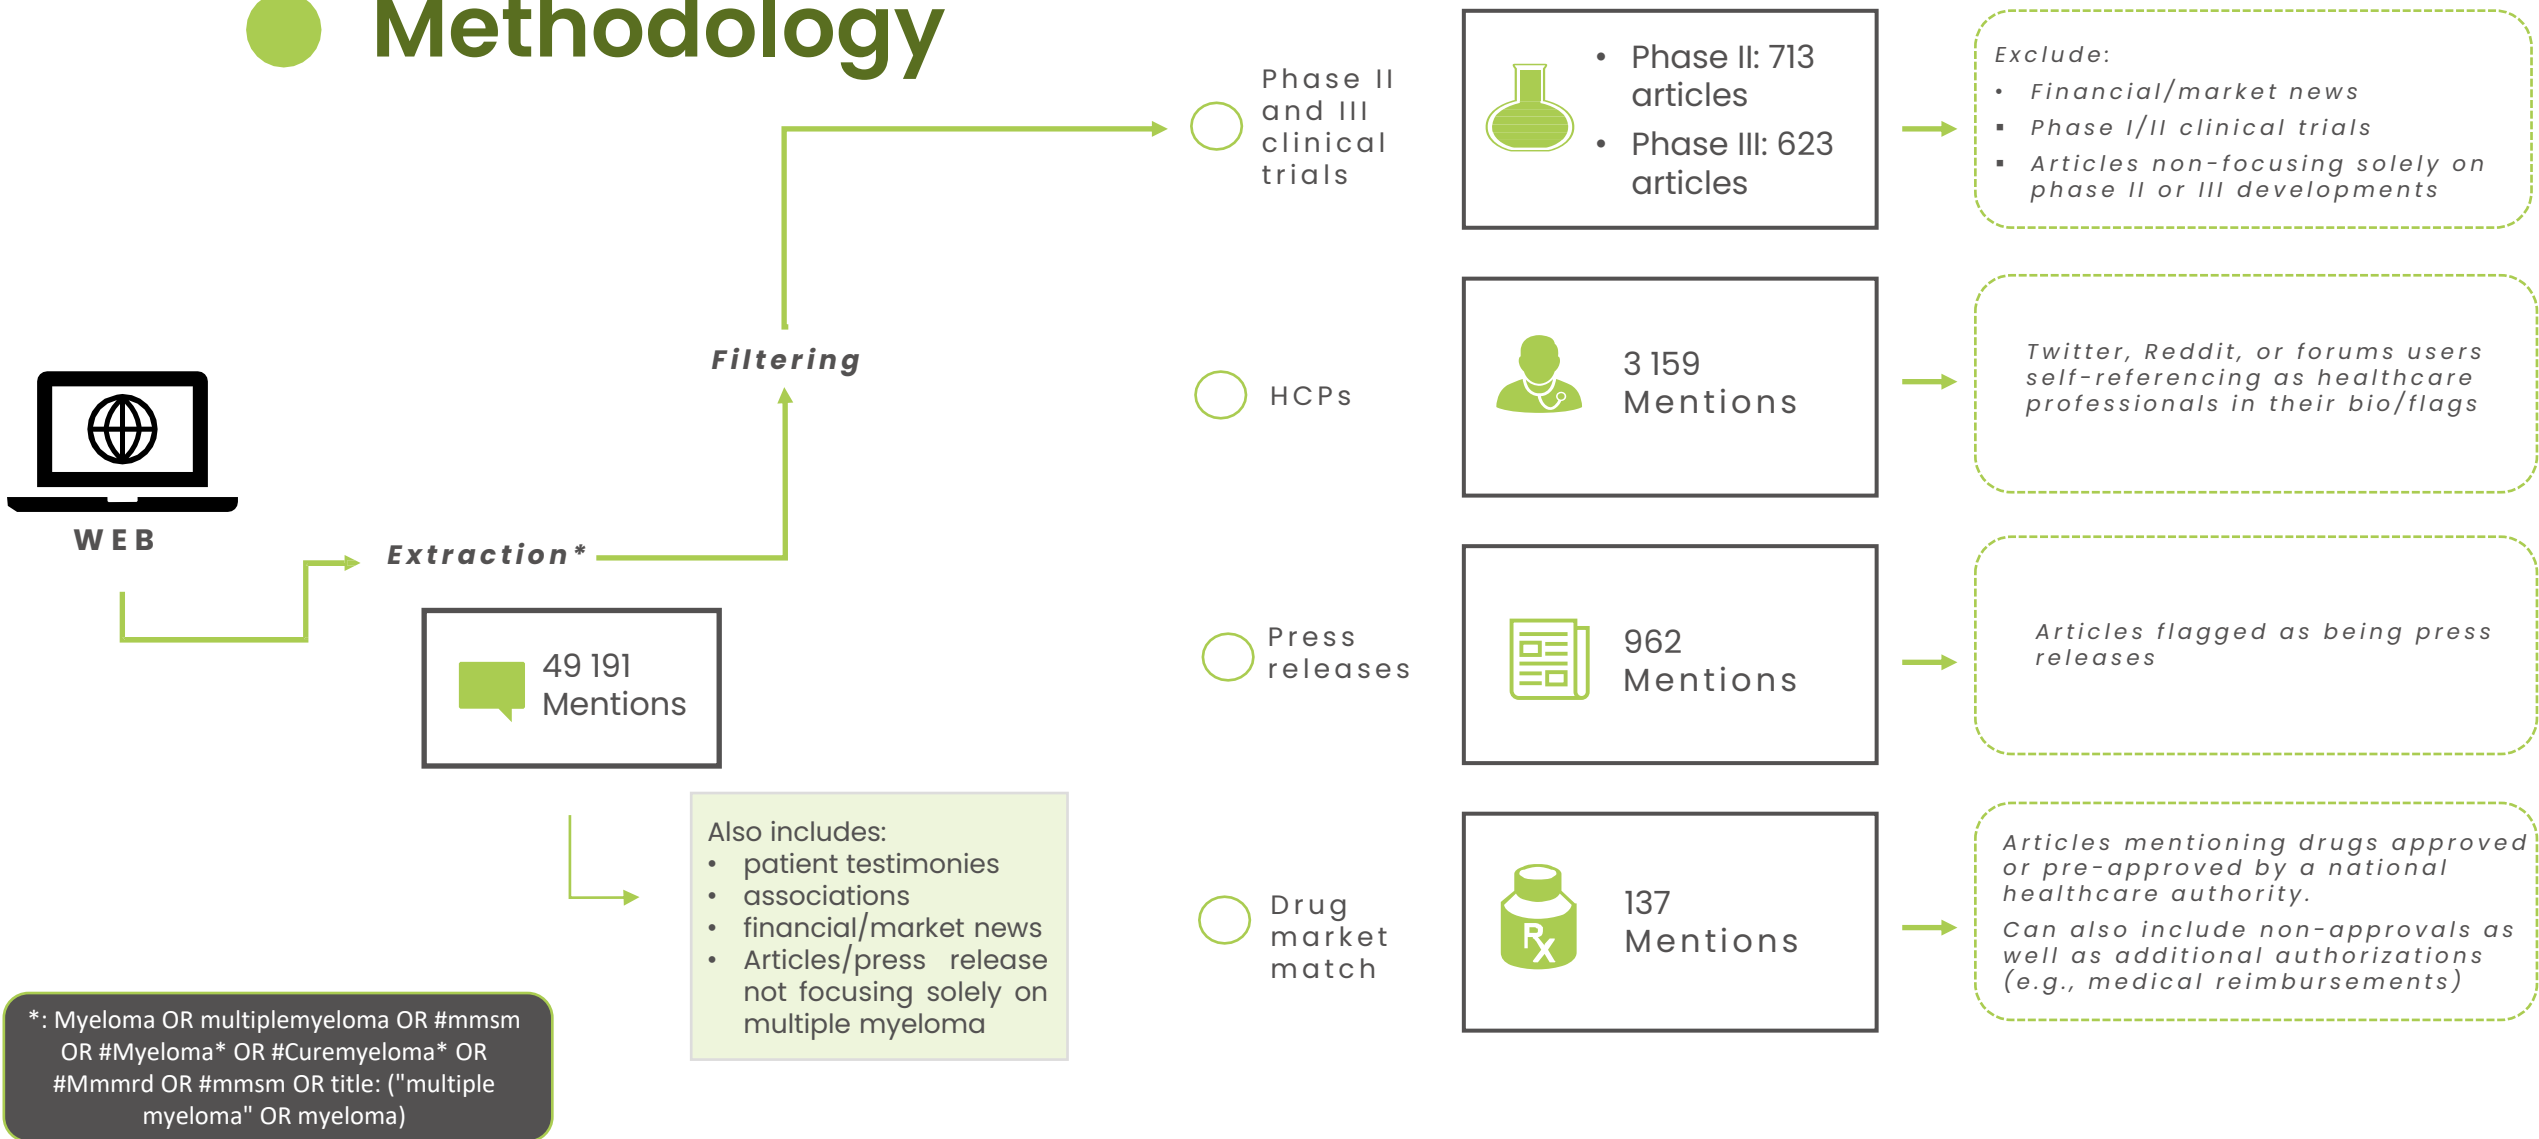 Methodology
WEB
Extraction*
49 191
Mentions
Also includes:
• patient testimonies
• associations
• financial/market news
• Articles/press release
not focusing solely on
multiple myeloma
*: Myeloma OR multiplemyeloma OR #mmsm
OR #Myeloma* OR #Curemyeloma* OR
#Mmmrd OR #mmsm OR title: ("multiple
myeloma" OR myeloma)
Filtering
Phase II
and III
clinical
trials
• Phase II: 713
articles
• Phase III: 623
articles
Exclude:
• Financial/market news
▪ Phase I/II clinical trials
▪ Articles non-focusing solely on
phase II or III developments
HCPs
3 159
Mentions
Twitter, Reddit, or forums users
self-referencing as healthcare
professionals in their bio/flags
Press
releases
962
Mentions
Articles flagged as being press
releases
Drug
market
match
Rx
137
Mentions
Articles mentioning drugs approved
or pre-approved by a national
healthcare authority.
Can also include non-approvals as
well as additional authorizations
(e.g., medical reimbursements)